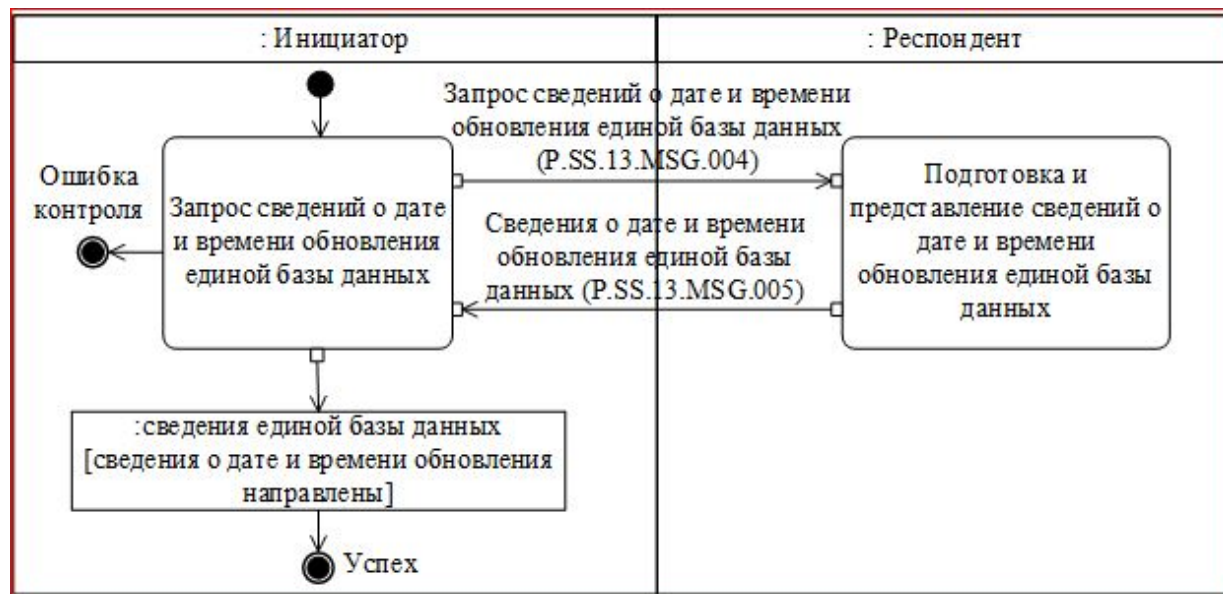 : Инициатор
: Респондент
Запрос сведений о дате и времени
обновления единой базы данных
(P.SS.13.MSG.004)
Ошибка
контроля
Запрос сведений о дате
и времени обновления
единой базы данных
Сведения о дате и времени
обновления единой базы
данных (P.SS.13.MSG.005)
Подготовка и
представление сведений о
дате и времени
обновления единой базы
данных
:сведения единой базы данных
[сведения о дате и времени обновления
направлены]
Успех